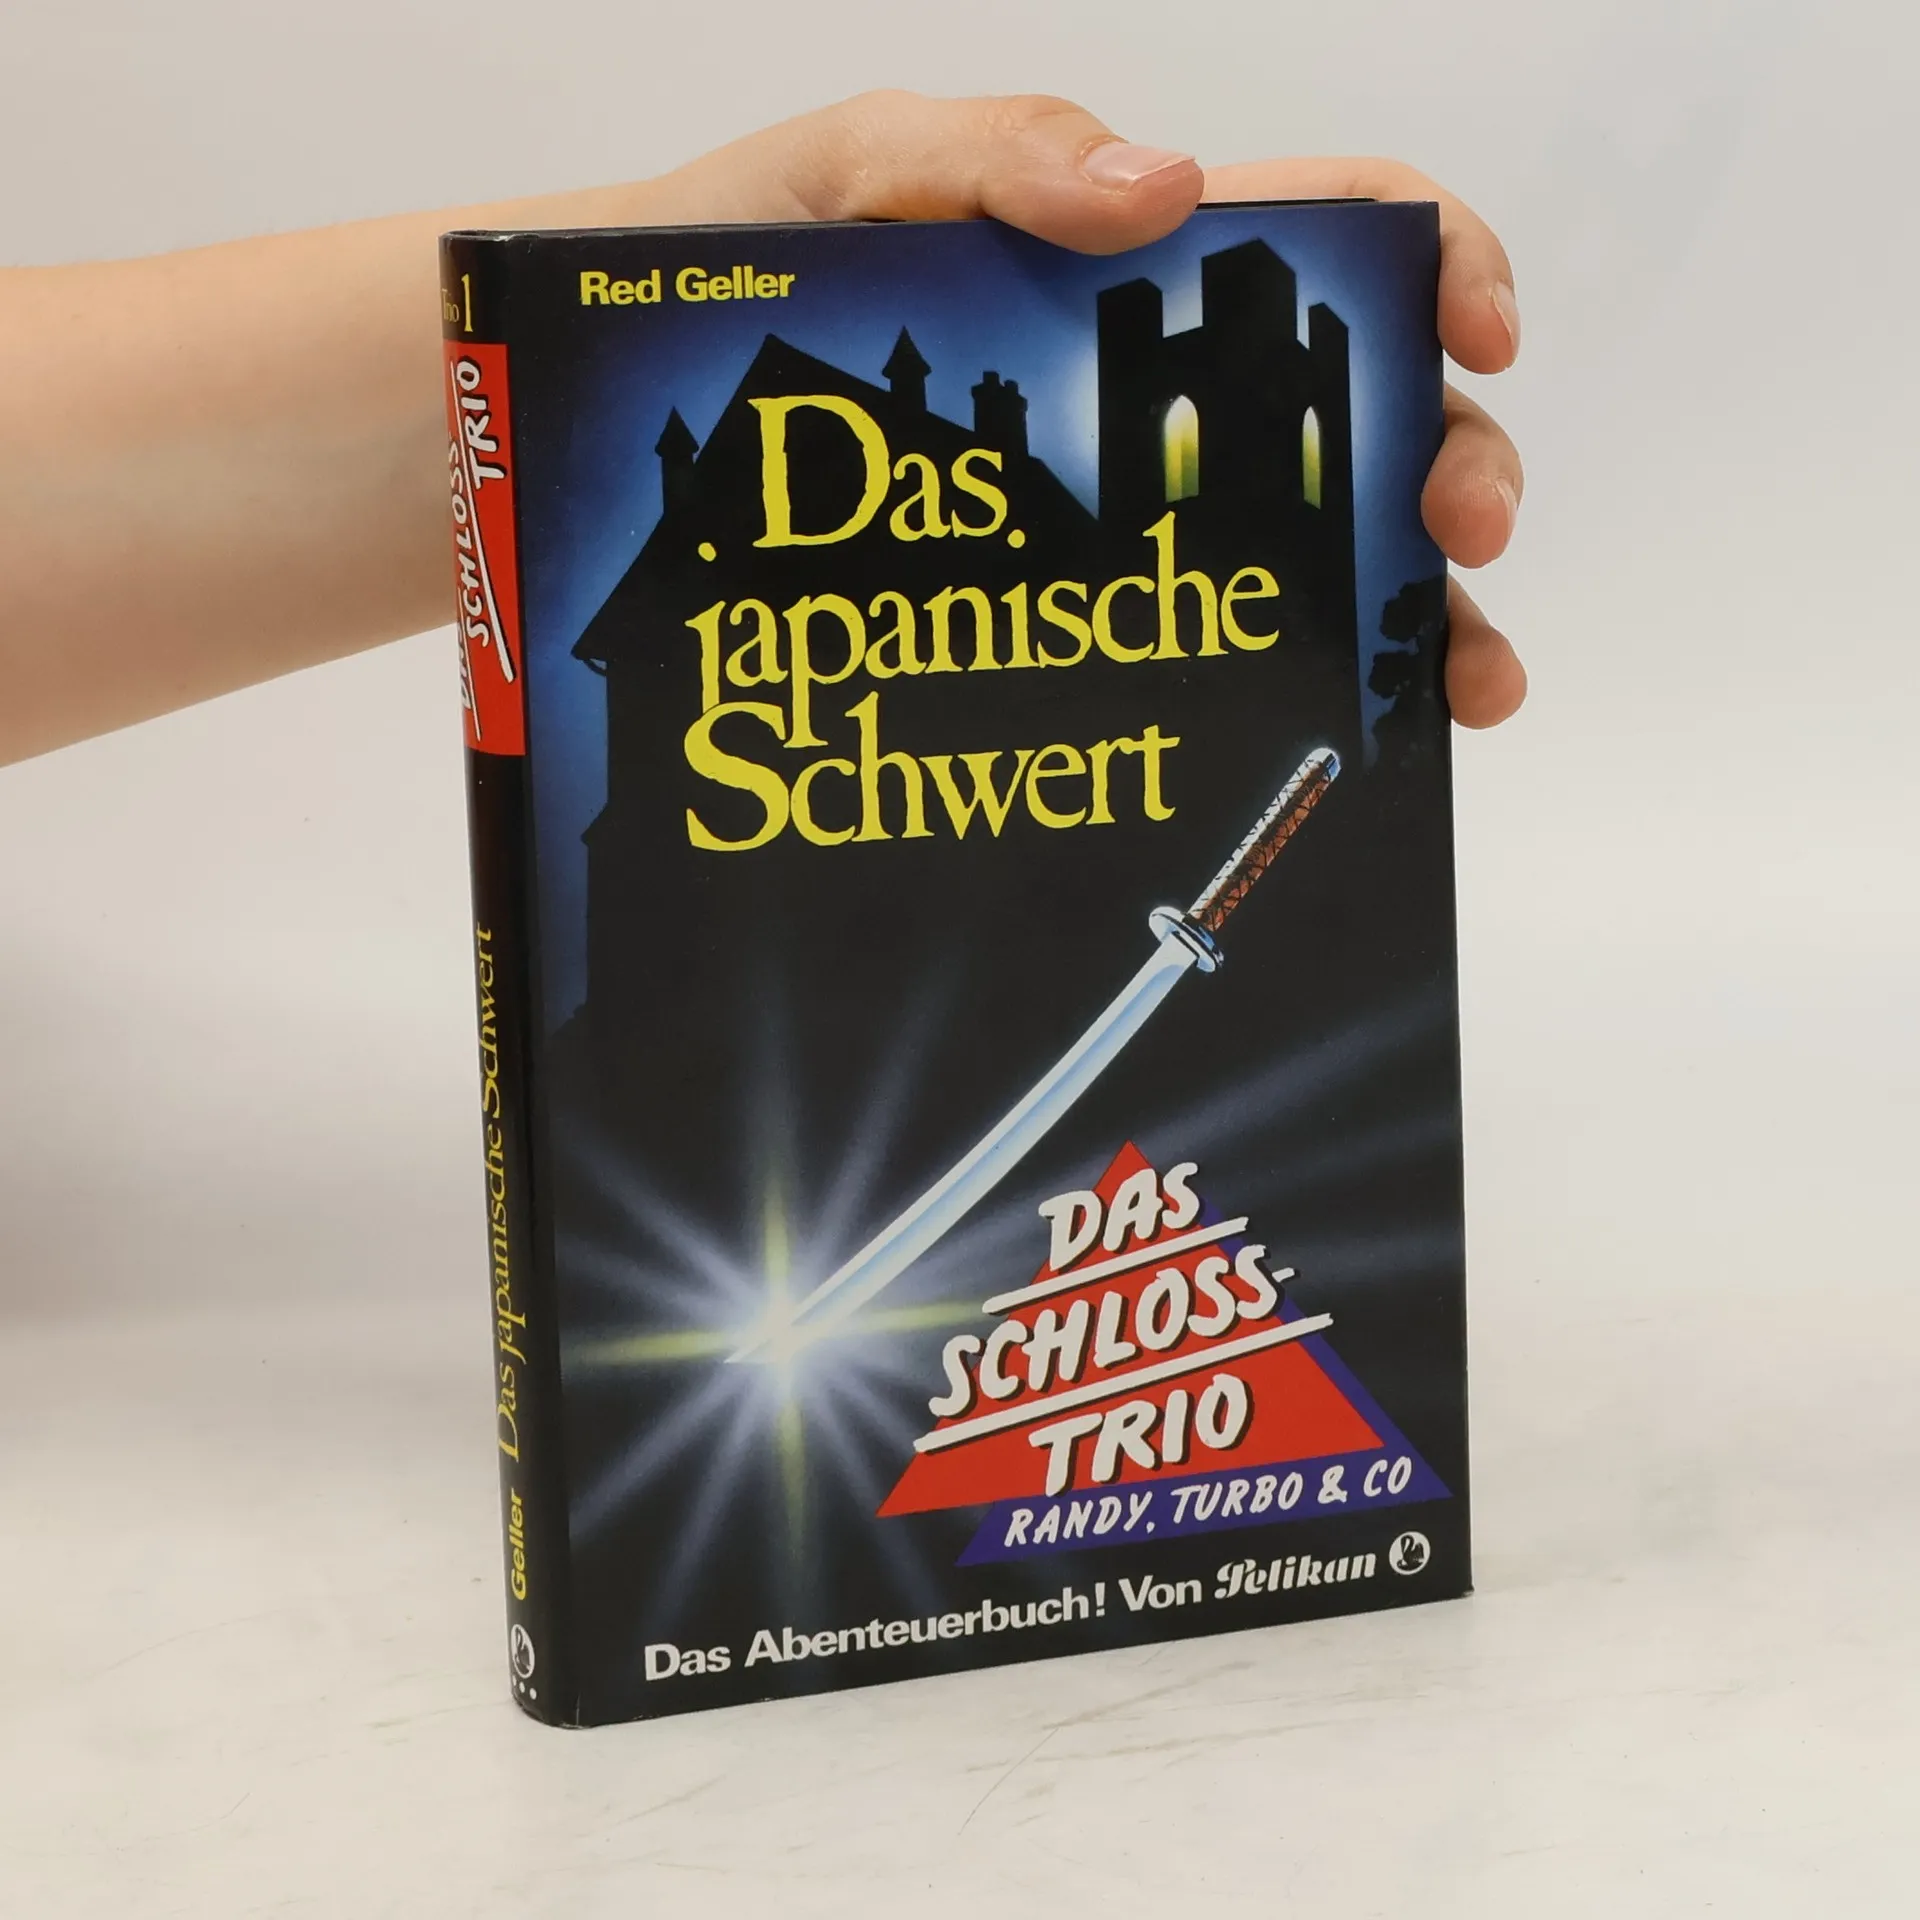 Red Geller
Das
japanische
Schwert
DAS
SCHLOSS-
TRIO
RANDY, TURBO & CO
Das Abenteuerbuch! Von Pelikan
Trio 1
DAS SCHLOSS TRIO
Geller Das japanische Schwert